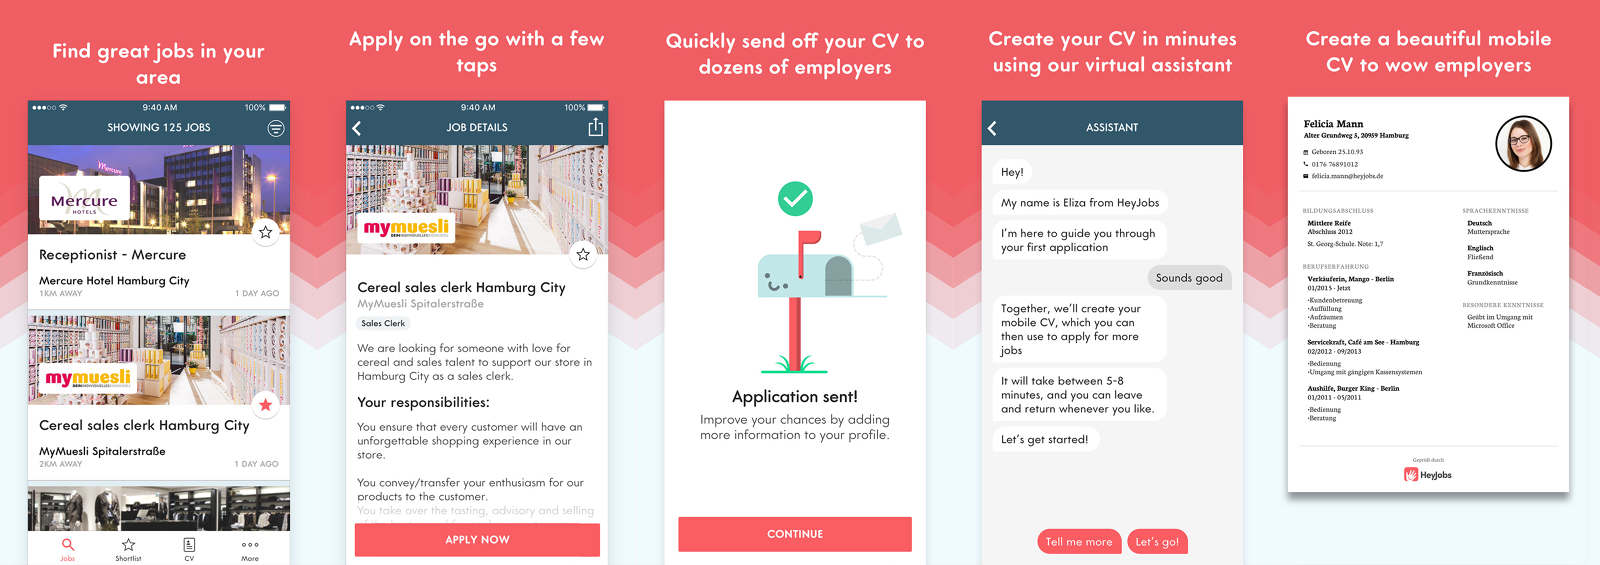 Find great jobs in your
area
9:40 AM
100%
SHOWING 125 JOBS
Mercure
HOTELS
Receptionist - Mercure
Mercure Hotel Hamburg City
1KM AWAY
1 DAY AGO
mymuesli
Cereal sales clerk Hamburg City
MyMuesli Spitalerstraße
2KM AWAY
1 DAY AGO
Jobs
Shortlist
CV
More
Apply on the go with a few
taps
9:40 AM
100%
JOB DETAILS
mymuesli
Cereal sales clerk Hamburg City
MyMuesli Spitalerstraße
Sales Clerk
We are looking for someone with love for
cereal and sales talent to support our store in
Hamburg City as a sales clerk.
Your responsibilities:
You ensure that every customer will have an
unforgettable shopping experience in our
store.
You convey/transfer your enthusiasm for our
products to the customer.
You take over the tasting, advisory and selling
APPLY NOW
Quickly send off your CV to
dozens of employers
Application sent!
Improve your chances by adding
more information to your profile.
CONTINUE
Create your CV in minutes
using our virtual assistant
ASSISTANT
Hey!
My name is Eliza from HeyJobs
I'm here to guide you through
your first application
Sounds good
Together, we'll create your
mobile CV, which you can
then use to apply for more
jobs
It will take between 5-8
minutes, and you can leave
and return whenever you like.
Let's get started!
Tell me more
Let's go!
Create a beautiful mobile
CV to wow employers
Felicia Mann
Alter Grundweg 5, 20959 Hamburg
Geboren 25.10.93
0176 76891012
felicia.mann@heyjobs.de
BILDUNGSABSCHLUSS
Mittlere Reife
Abschluss 2012
St. Georg-Schule. Note: 1,7
BERUFSERFAHRUNG
Verkäuferin, Mango - Berlin
01/2015 - Jetzt
•Kundenbetreuung
•Auffüllung
•Aufräumen
•Beratung
Servicekraft, Café am See - Hamburg
02/2012 - 09/2013
•Bedienung
•Umgang mit gängigen Kassensystemen
Aushilfe, Burger King - Berlin
01/2011 - 05/2011
•Bedienung
•Beratung
SPRACHKENNTNISSE
Deutsch
Muttersprache
Englisch
Fließend
Französisch
Grundkenntnisse
BESONDERE KENNTNISSE
Geübt im Umgang mit
Microsoft Office
Geprüft durch
HeyJobs